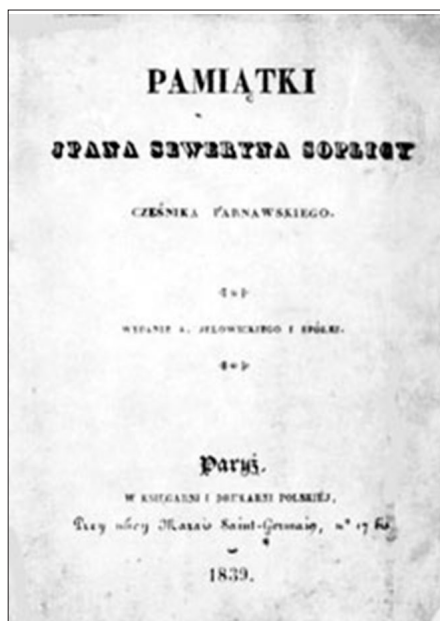 PAMIĄTKI
JPANA SEWERYNA SOPLICY
CZEŚNIKA PARNAWSKIEGO.
WYDANIE A. JEŁOWICKIEGO I SPÓŁKI.
Paryż.
W KSIĘGARNI I DRUKARNI POLSKIÉJ,
Przy ulicy Marais Saint-Germain, nº 17 bis.
1839.